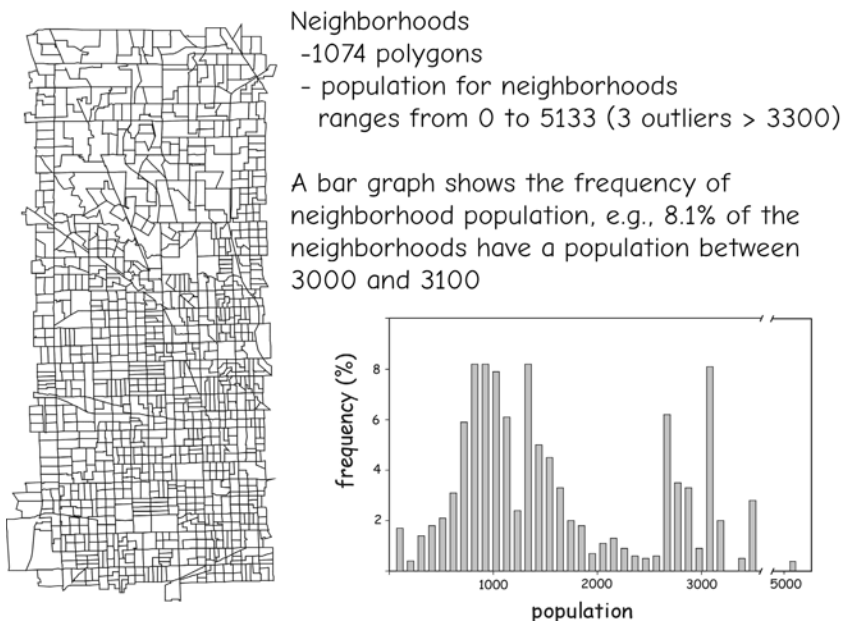 Neighborhoods
-1074 polygons
- population for neighborhoods
ranges from 0 to 5133 (3 outliers > 3300)
A bar graph shows the frequency of
neighborhood population, e.g., 8.1% of the
neighborhoods have a population between
3000 and 3100
frequency (%)
8
6
4
2
1000 2000 3000 5000
population